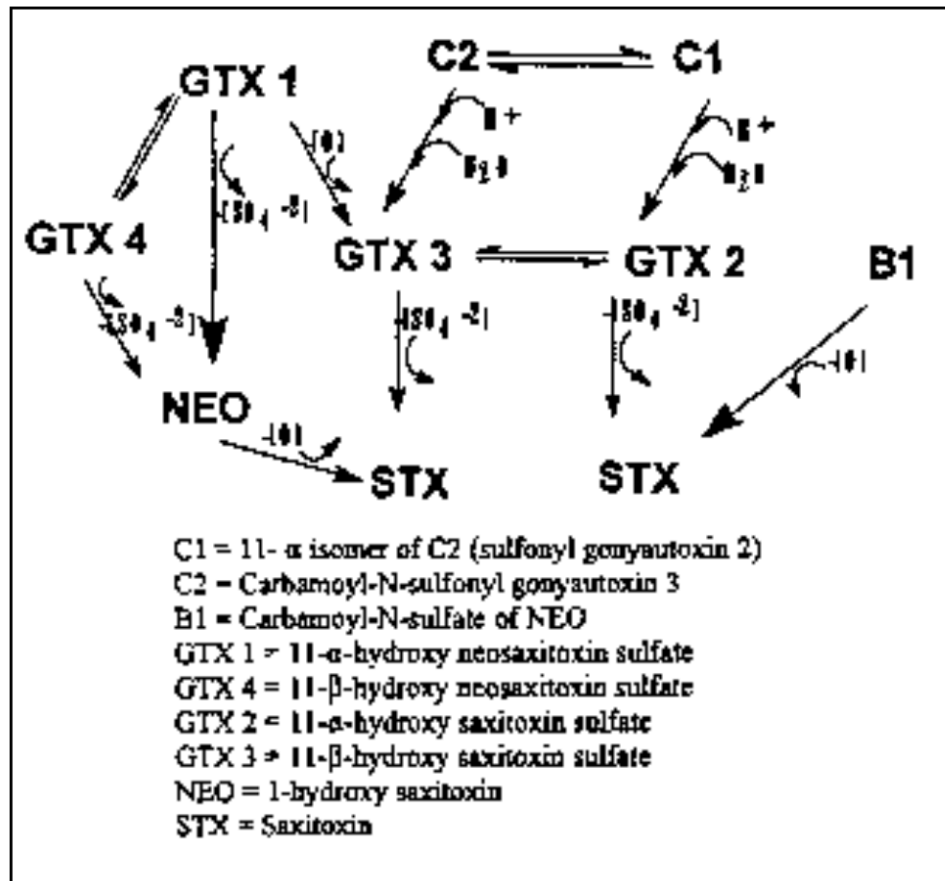 C2 C1
GTX 1
H + H +
-[O]
H2O H2O
-[SO4 -2]
GTX 4 GTX 3 GTX 2 B1
-[SO4 -2] -[SO4 -2] -[SO4 -2]
-[O]
NEO
-[O]
STX STX
C1 = 11- α isomer of C2 (sulfonyl gonyautoxin 2)
C2 = Carbamoyl-N-sulfonyl gonyautoxin 3
B1 = Carbamoyl-N-sulfate of NEO
GTX 1 = 11-α-hydroxy neosaxitoxin sulfate
GTX 4 = 11-β-hydroxy neosaxitoxin sulfate
GTX 2 = 11-α-hydroxy saxitoxin sulfate
GTX 3 = 11-β-hydroxy saxitoxin sulfate
NEO = 1-hydroxy saxitoxin
STX = Saxitoxin